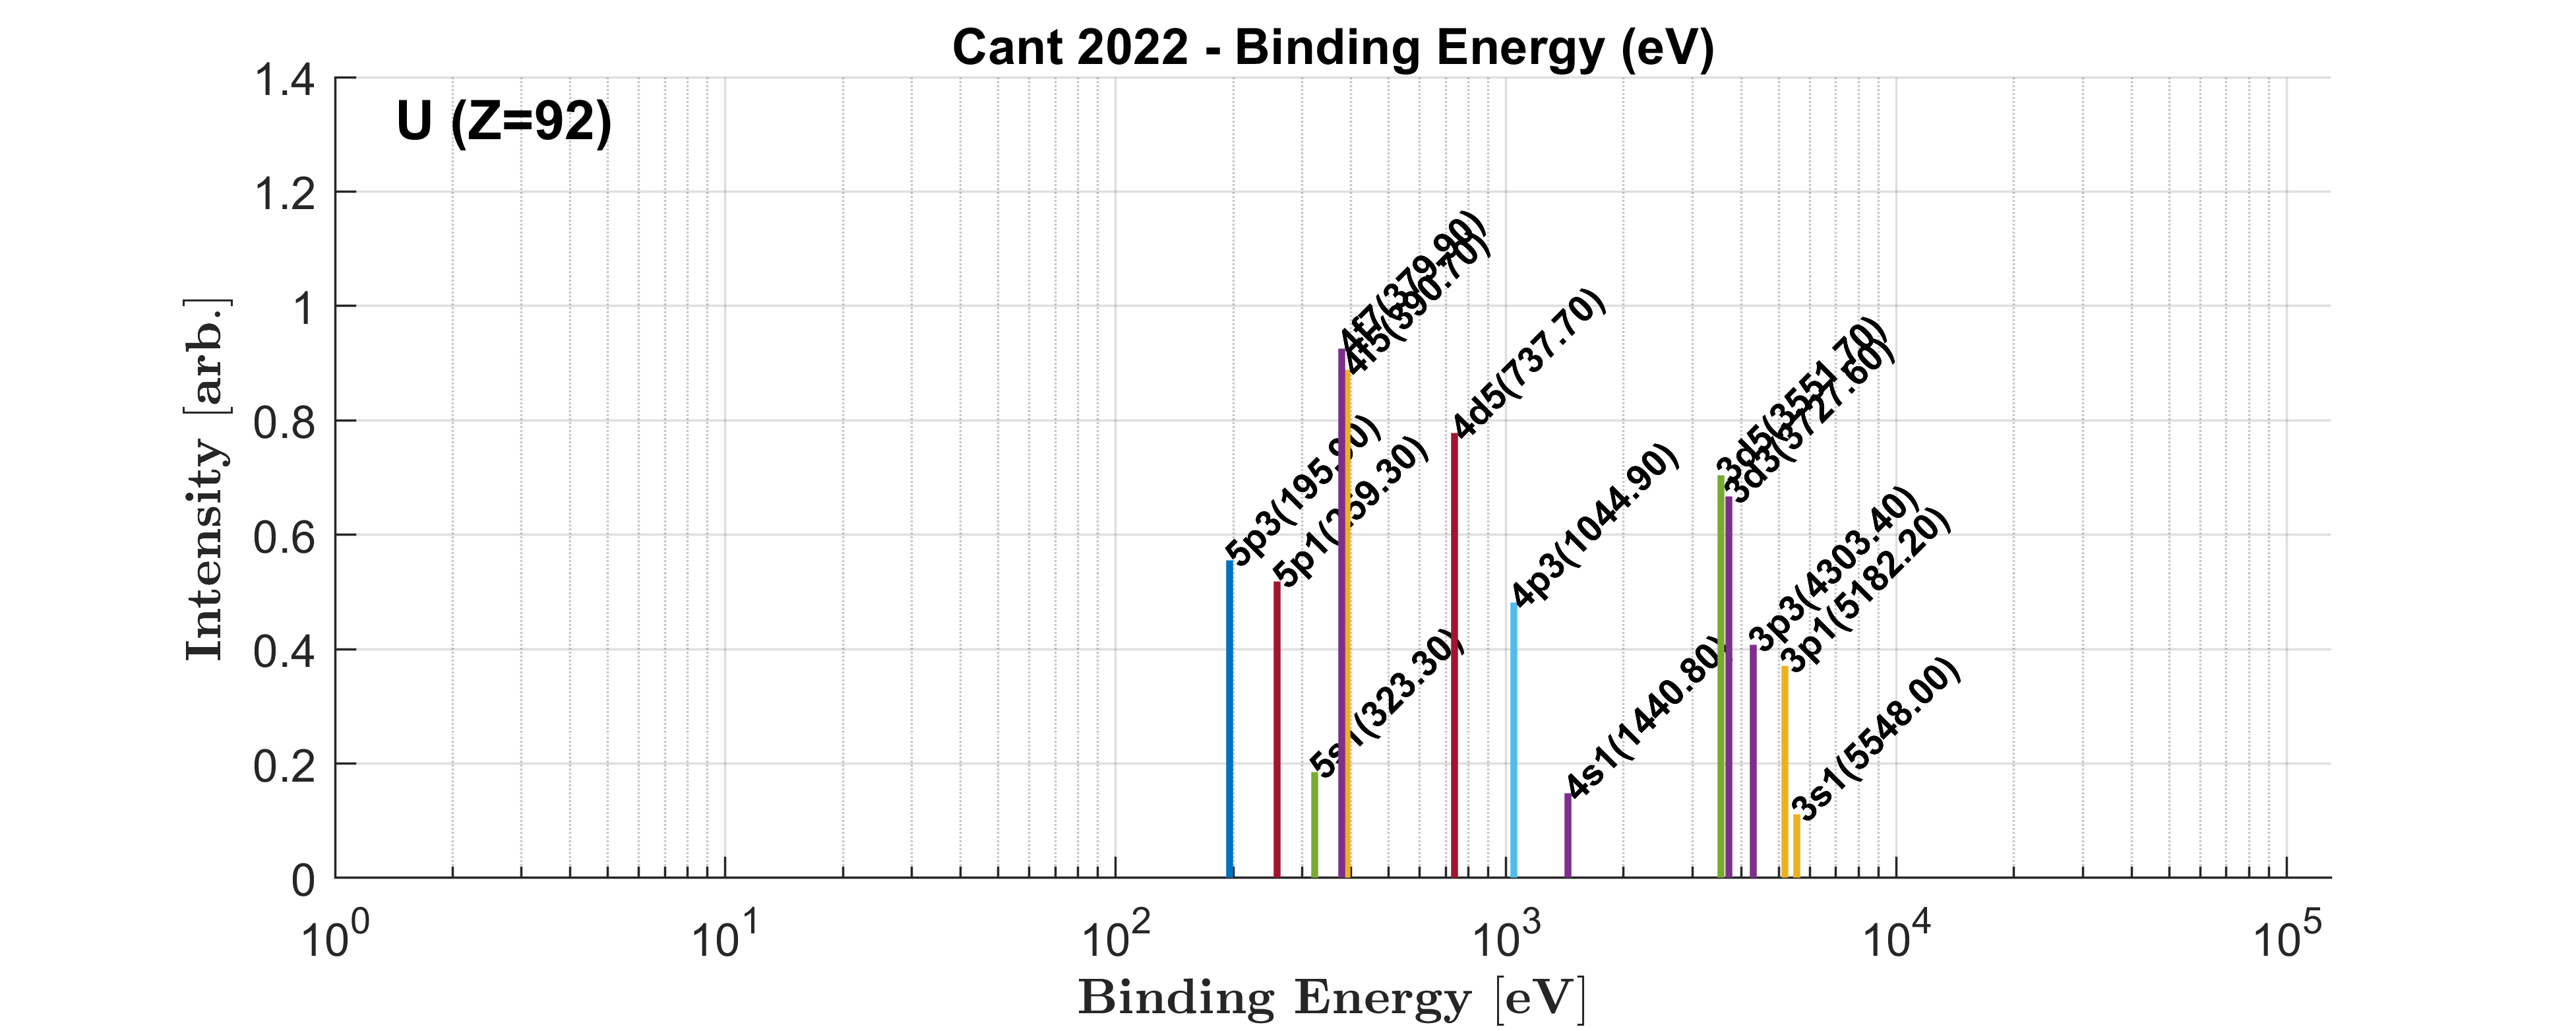 Cant 2022 - Binding Energy (eV)
U (Z=92)
Intensity [arb.]
1.4
1.2
1
0.8
0.6
0.4
0.2
0
5p3(195.90)
5p1(259.30)
5s1(323.30)
4f7(379.90)
4f5(390.70)
4d5(737.70)
4p3(1044.90)
4s1(1440.80)
3d5(3551.70)
3d3(3727.60)
3p3(4303.40)
3p1(5182.20)
3s1(5548.00)
10^0 10^1 10^2 10^3 10^4 10^5
Binding Energy [eV]